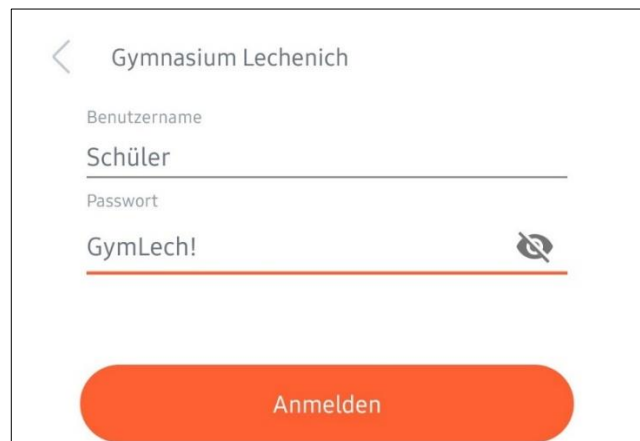 Gymnasium Lechenich
Benutzername
Schüler
Passwort
GymLech!
Anmelden